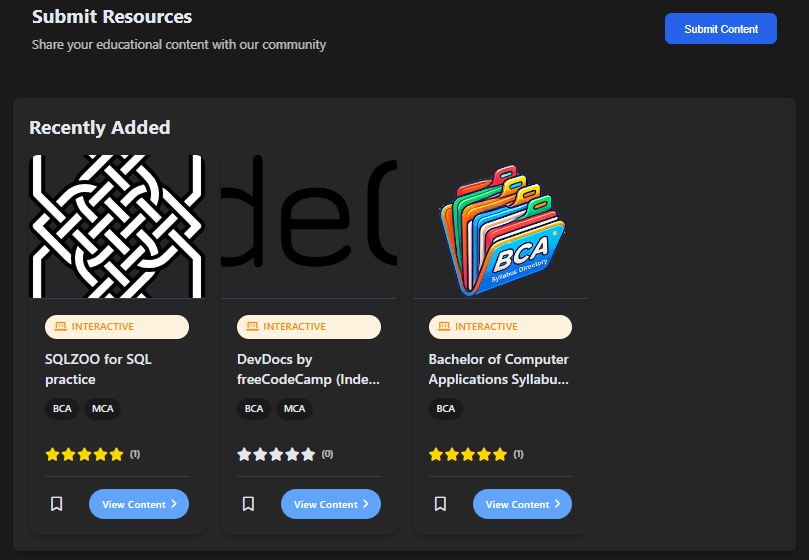 Submit Resources
Share your educational content with our community
Submit Content
Recently Added
deC
BCA
Syllabus Directory
INTERACTIVE
SQLZOO for SQL
practice
BCA MCA
(1)
View Content
INTERACTIVE
DevDocs by
freeCodeCamp (Inde...
BCA MCA
(0)
View Content
INTERACTIVE
Bachelor of Computer
Applications Syllabu...
BCA
(1)
View Content